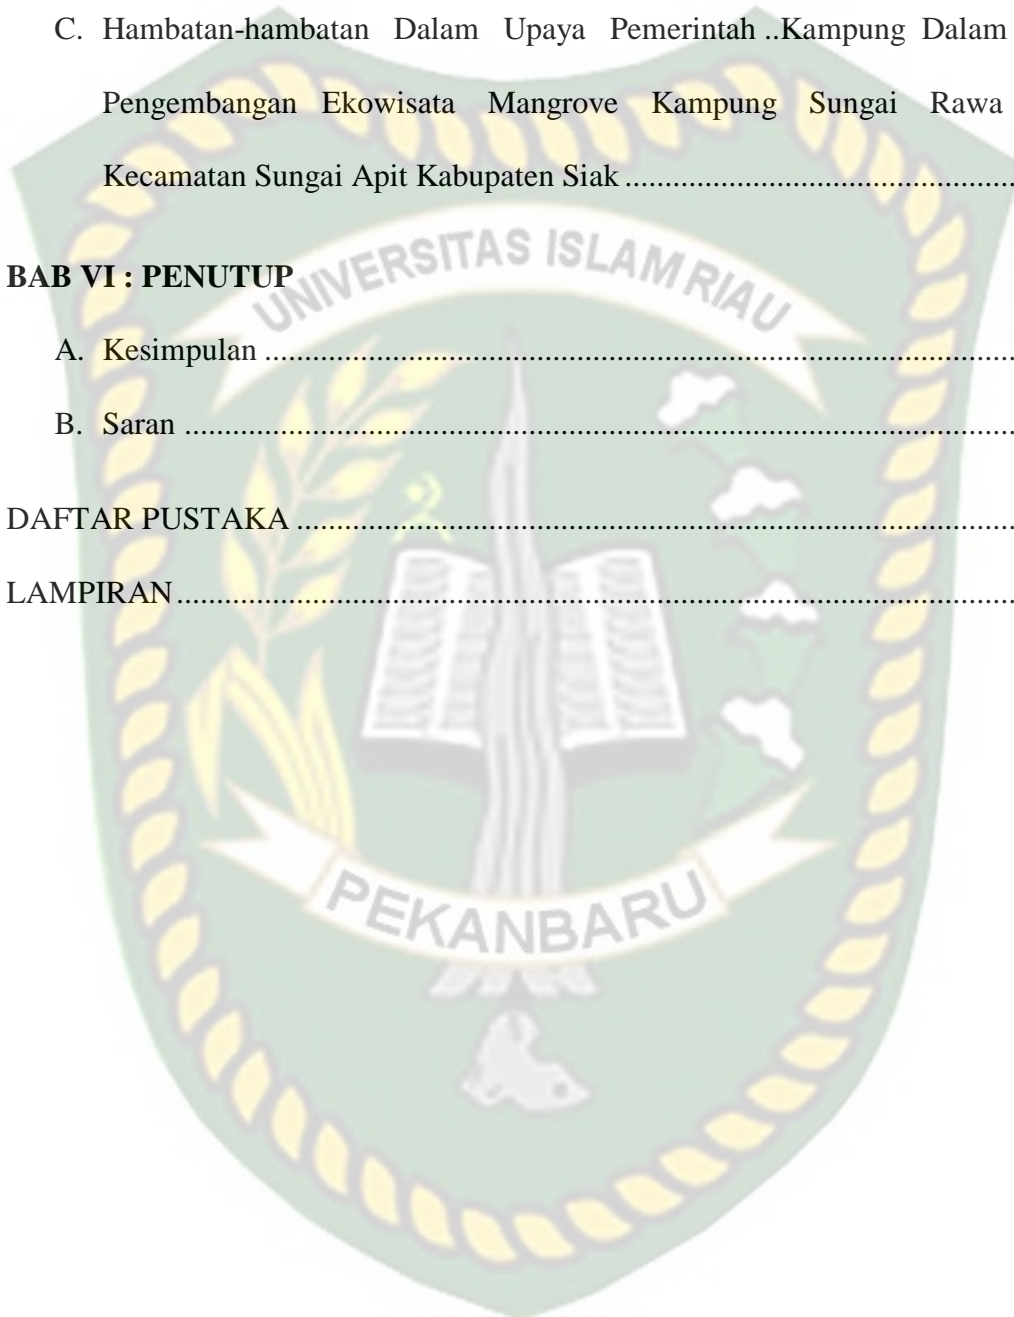 C. Hambatan-hambatan Dalam Upaya Pemerintah ..Kampung Dalam
Pengembangan Ekowisata Mangrove Kampung Sungai Rawa
Kecamatan Sungai Apit Kabupaten Siak ................................................
UNIVERSITAS ISLAM RIAU
BAB VI : PENUTUP
A. Kesimpulan ..............................................................................................
B. Saran ........................................................................................................
DAFTAR PUSTAKA ..........................................................................................
LAMPIRAN.........................................................................................................
PEKANBARU